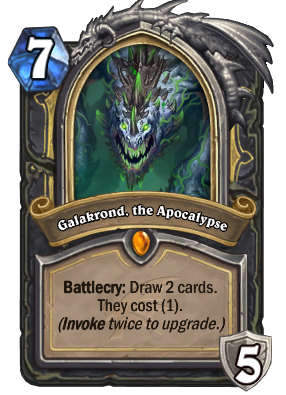 7
Galakrond, the Apocalypse
Battlecry: Draw 2 cards.
They cost (1).
(Invoke twice to upgrade.)
5